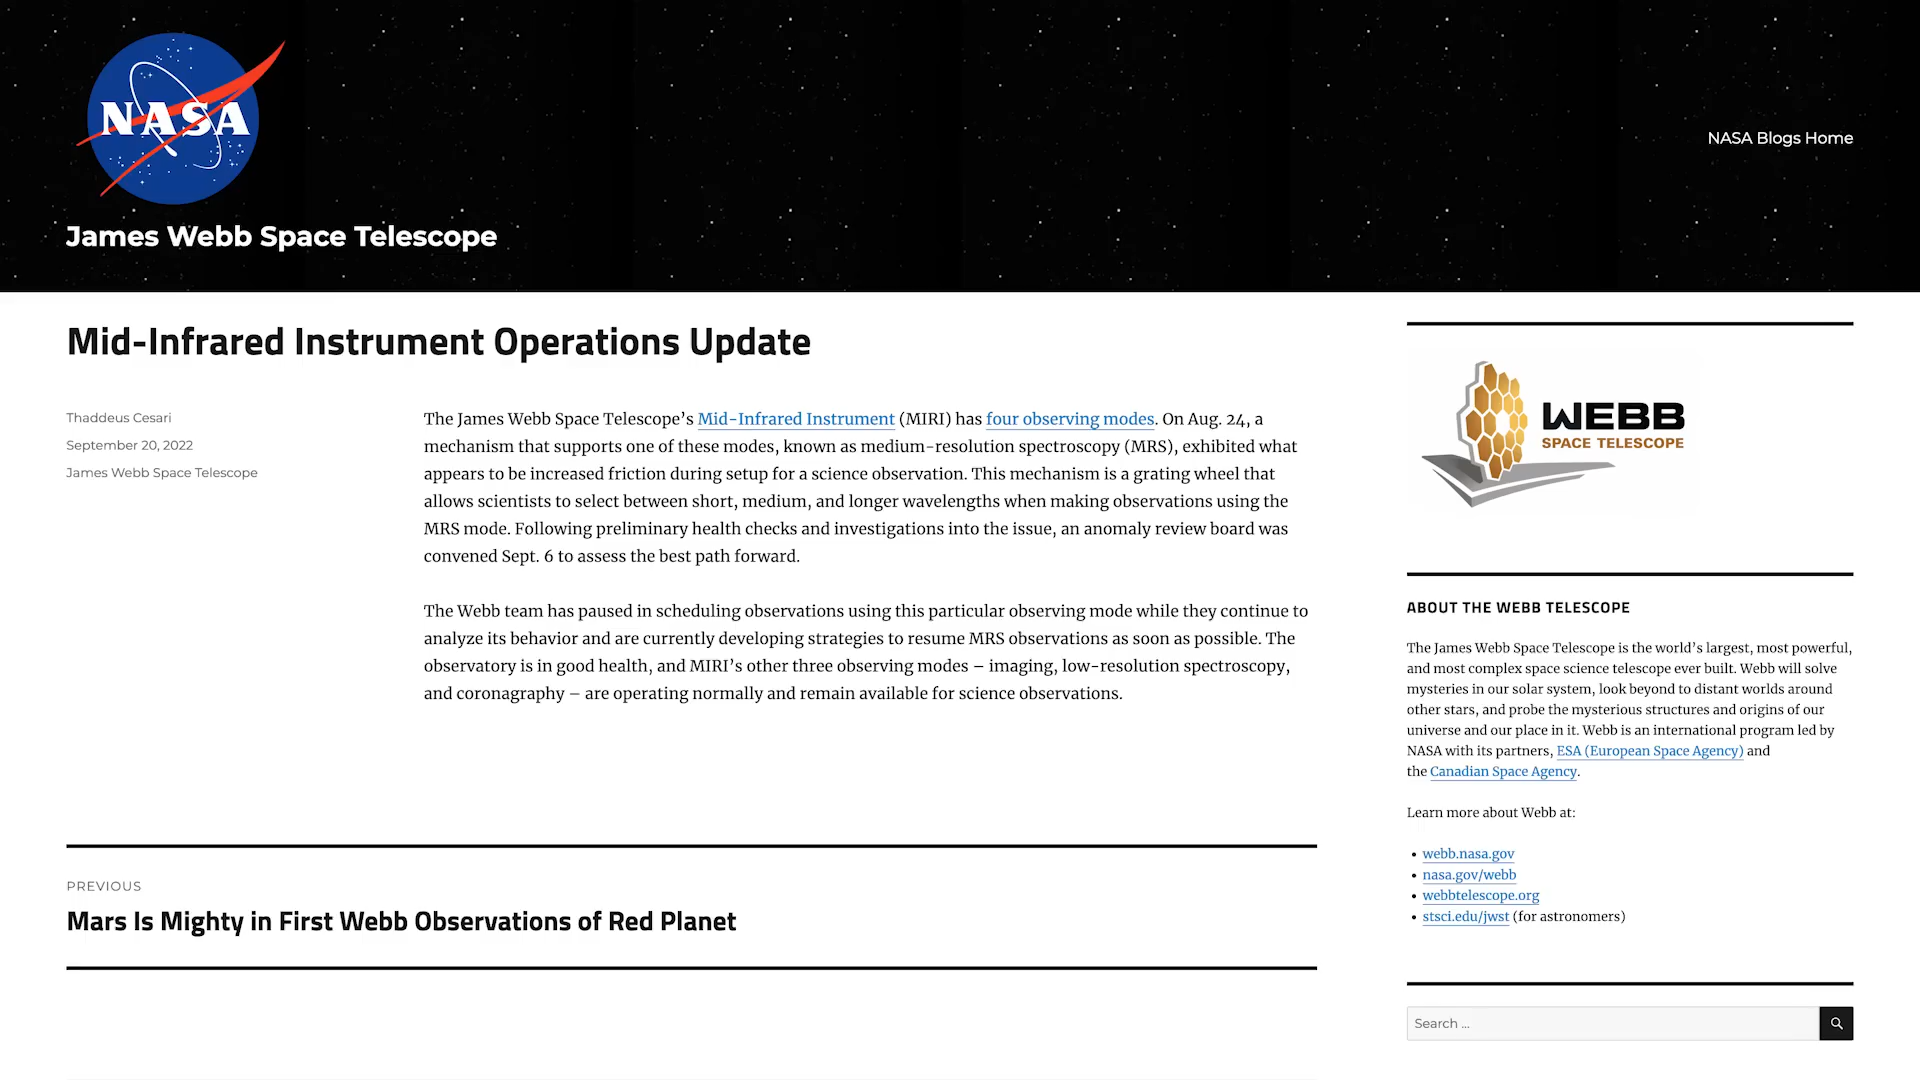 NASA
James Webb Space Telescope
NASA Blogs Home
Mid-Infrared Instrument Operations Update
Thaddeus Cesari
September 20, 2022
James Webb Space Telescope
The James Webb Space Telescope’s Mid-Infrared Instrument (MIRI) has four observing modes. On Aug. 24, a
mechanism that supports one of these modes, known as medium-resolution spectroscopy (MRS), exhibited what
appears to be increased friction during setup for a science observation. This mechanism is a grating wheel that
allows scientists to select between short, medium, and longer wavelengths when making observations using the
MRS mode. Following preliminary health checks and investigations into the issue, an anomaly review board was
convened Sept. 6 to assess the best path forward.
The Webb team has paused in scheduling observations using this particular observing mode while they continue to
analyze its behavior and are currently developing strategies to resume MRS observations as soon as possible. The
observatory is in good health, and MIRI’s other three observing modes – imaging, low-resolution spectroscopy,
and coronagraphy – are operating normally and remain available for science observations.
PREVIOUS
Mars Is Mighty in First Webb Observations of Red Planet
WEBB
SPACE TELESCOPE
ABOUT THE WEBB TELESCOPE
The James Webb Space Telescope is the world’s largest, most powerful,
and most complex space science telescope ever built. Webb will solve
mysteries in our solar system, look beyond to distant worlds around
other stars, and probe the mysterious structures and origins of our
universe and our place in it. Webb is an international program led by
NASA with its partners, ESA (European Space Agency) and
the Canadian Space Agency.
Learn more about Webb at:
• webb.nasa.gov
• nasa.gov/webb
• webbtelescope.org
• stsci.edu/jwst (for astronomers)
Search …